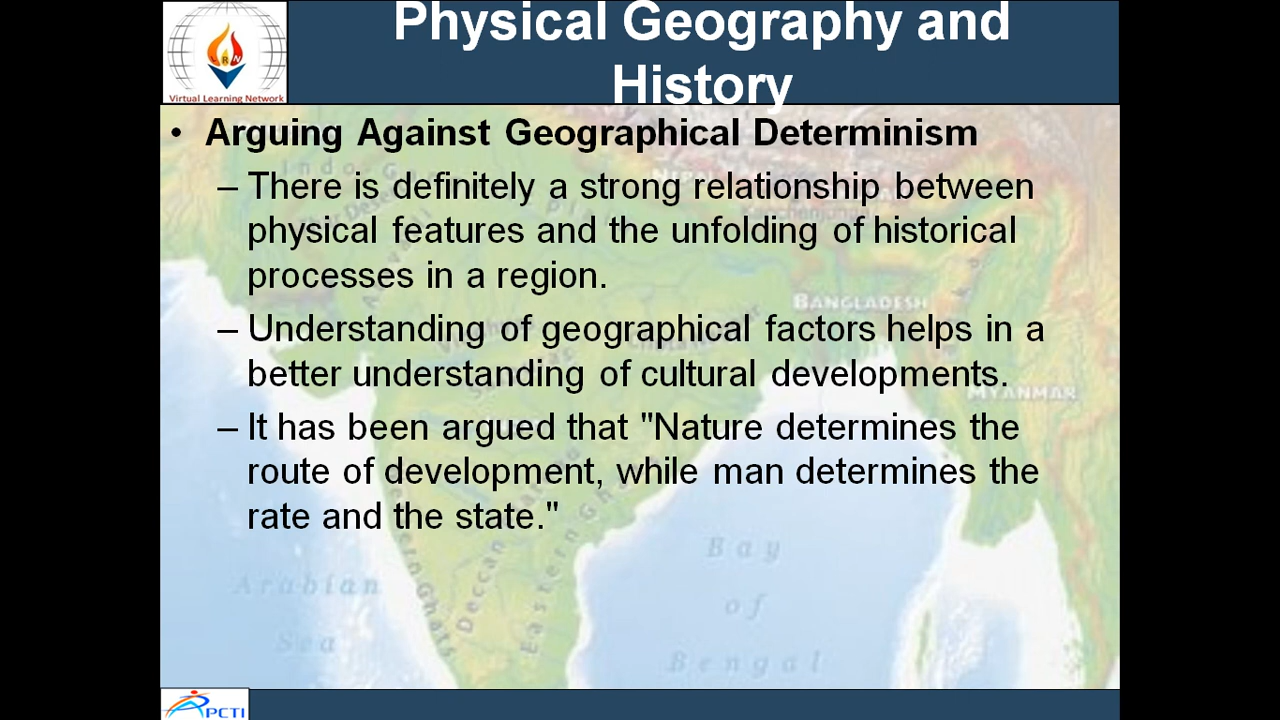 Physical Geography and
History
LRN
Virtual Learning Network
• Arguing Against Geographical Determinism
– There is definitely a strong relationship between
physical features and the unfolding of historical
processes in a region.
– Understanding of geographical factors helps in a
better understanding of cultural developments.
– It has been argued that "Nature determines the
route of development, while man determines the
rate and the state."
BANGLADESH
MYANMAR
Arabian
Sea
Deccan
Eastern Ghats
Bay
of
Bengal
PCTI